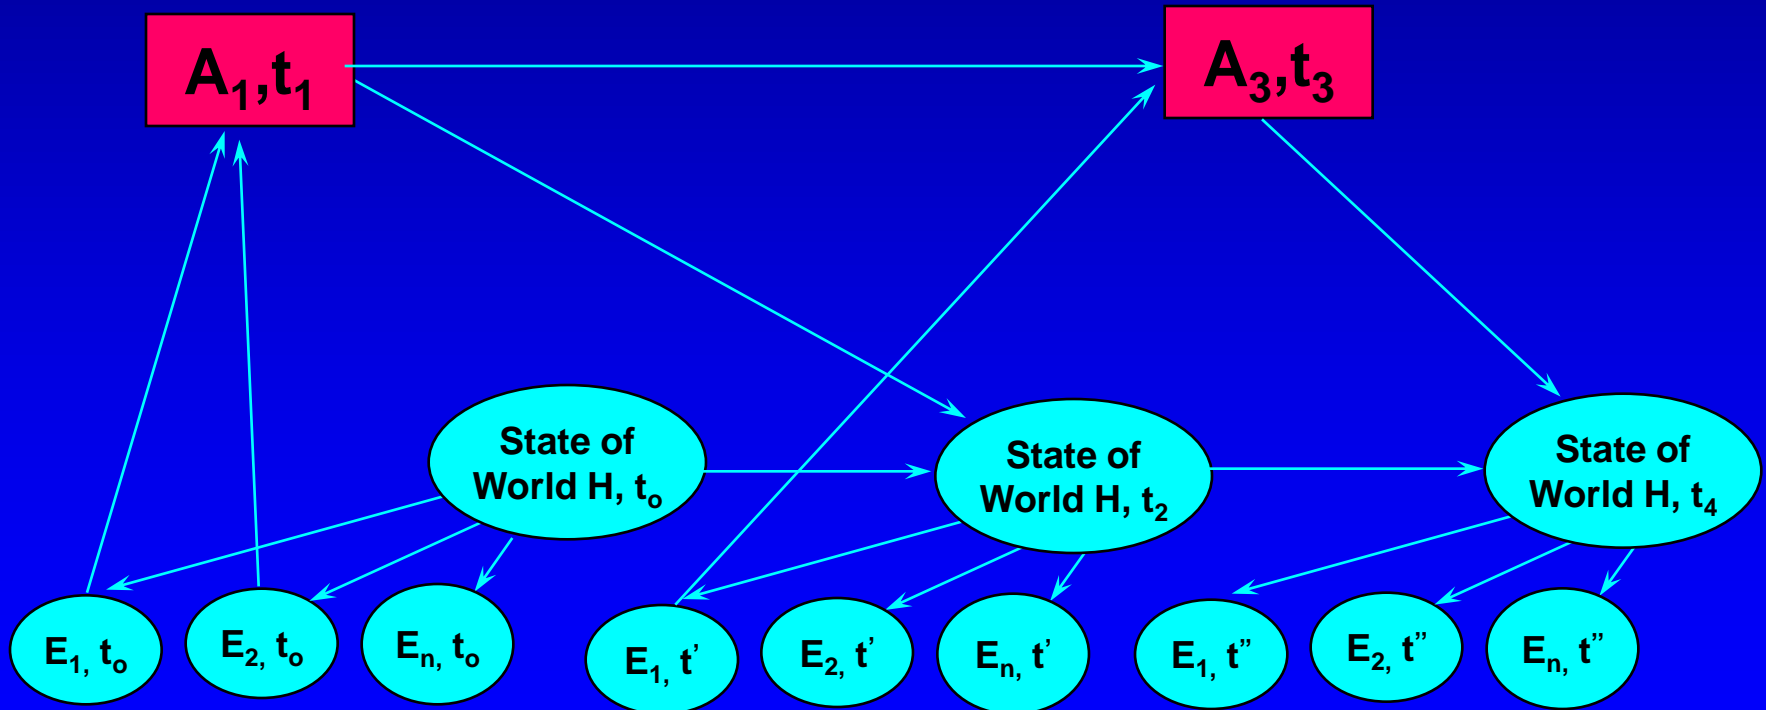 A₁,t₁
A₃,t₃
State of
World H, tₒ
State of
World H, t₂
State of
World H, t₄
E₁, tₒ
E₂, tₒ
Eₙ, tₒ
E₁, t’
E₂, t’
Eₙ, t’
E₁, t”
E₂, t”
Eₙ, t”